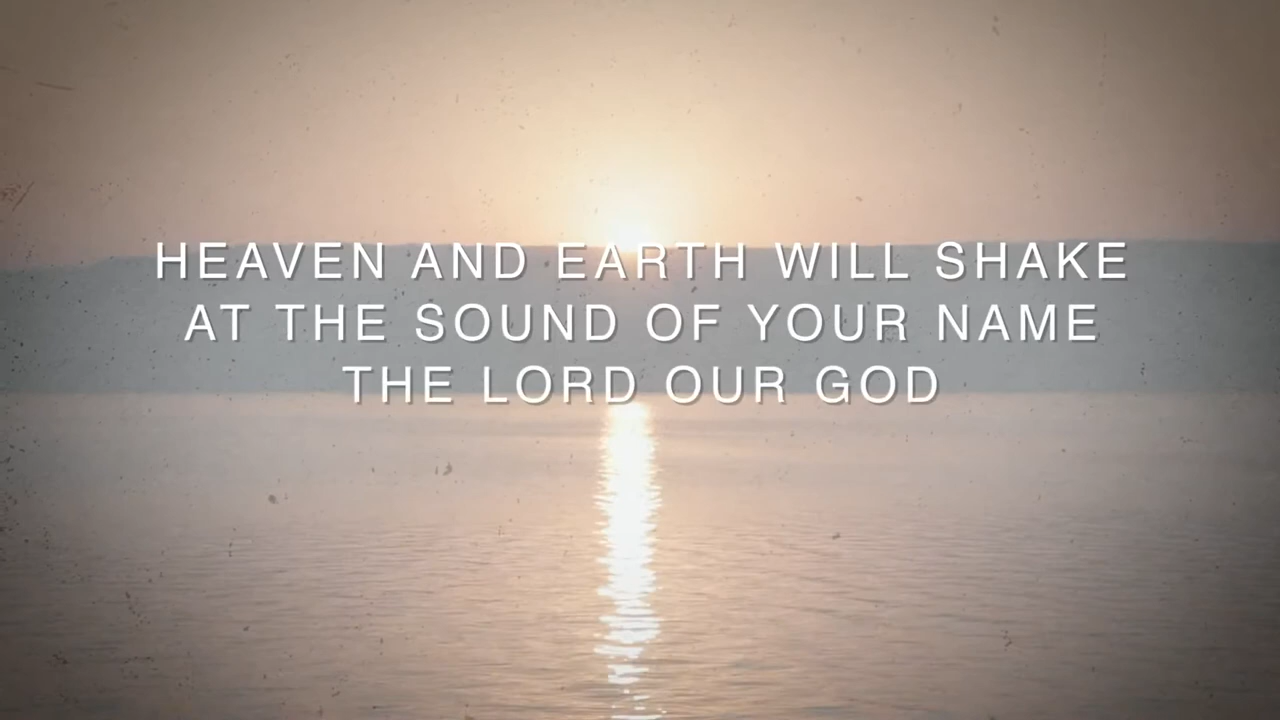 HEAVEN AND EARTH WILL SHAKE
AT THE SOUND OF YOUR NAME
THE LORD OUR GOD